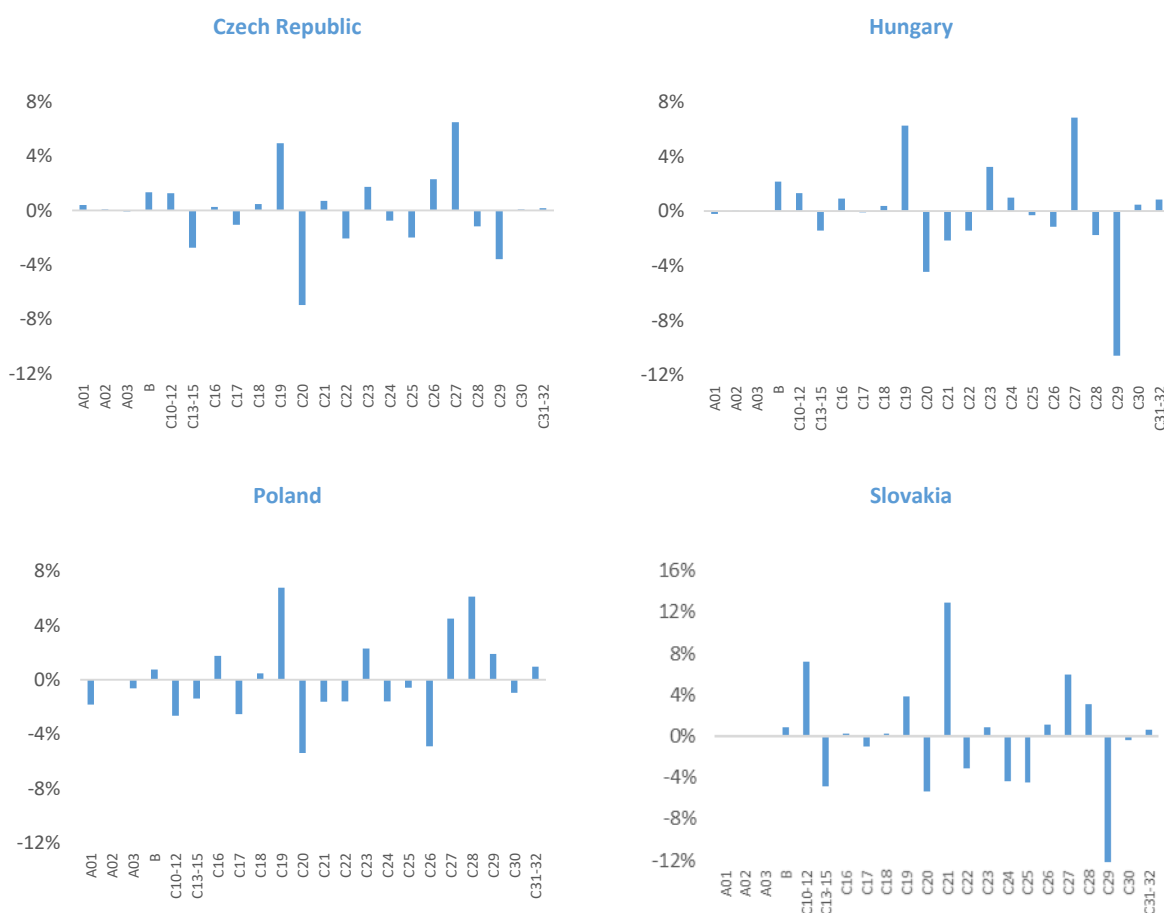 Czech Republic
8%
4%
0%
-4%
-8%
-12%
A01
A02
A03
B
C10-12
C13-15
C16
C17
C18
C19
C20
C21
C22
C23
C24
C25
C26
C27
C28
C29
C30
C31-32
Hungary
8%
4%
0%
-4%
-8%
-12%
A01
A02
A03
B
C10-12
C13-15
C16
C17
C18
C19
C20
C21
C22
C23
C24
C25
C26
C27
C28
C29
C30
C31-32
Poland
8%
4%
0%
-4%
-8%
-12%
A01
A02
A03
B
C10-12
C13-15
C16
C17
C18
C19
C20
C21
C22
C23
C24
C25
C26
C27
C28
C29
C30
C31-32
Slovakia
16%
12%
8%
4%
0%
-4%
-8%
-12%
A01
A02
A03
B
C10-12
C13-15
C16
C17
C18
C19
C20
C21
C22
C23
C24
C25
C26
C27
C28
C29
C30
C31-32